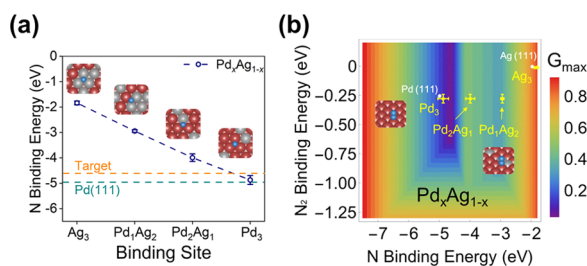 (a)
N Binding Energy (eV)
0
-1
-2
-3
-4
-5
-6
PdxAg1-x
Target
Pd(111)
Ag3
Pd1Ag2
Pd2Ag1
Pd3
Binding Site
(b)
N2 Binding Energy (eV)
0
-0.25
-0.50
-0.75
-1.00
-1.25
Ag (111)
Ag3
Pd (111)
Pd3
Pd2Ag1
Pd1Ag2
PdxAg1-x
-7
-6
-5
-4
-3
-2
N Binding Energy (eV)
Gmax
0.8
0.6
0.4
0.2